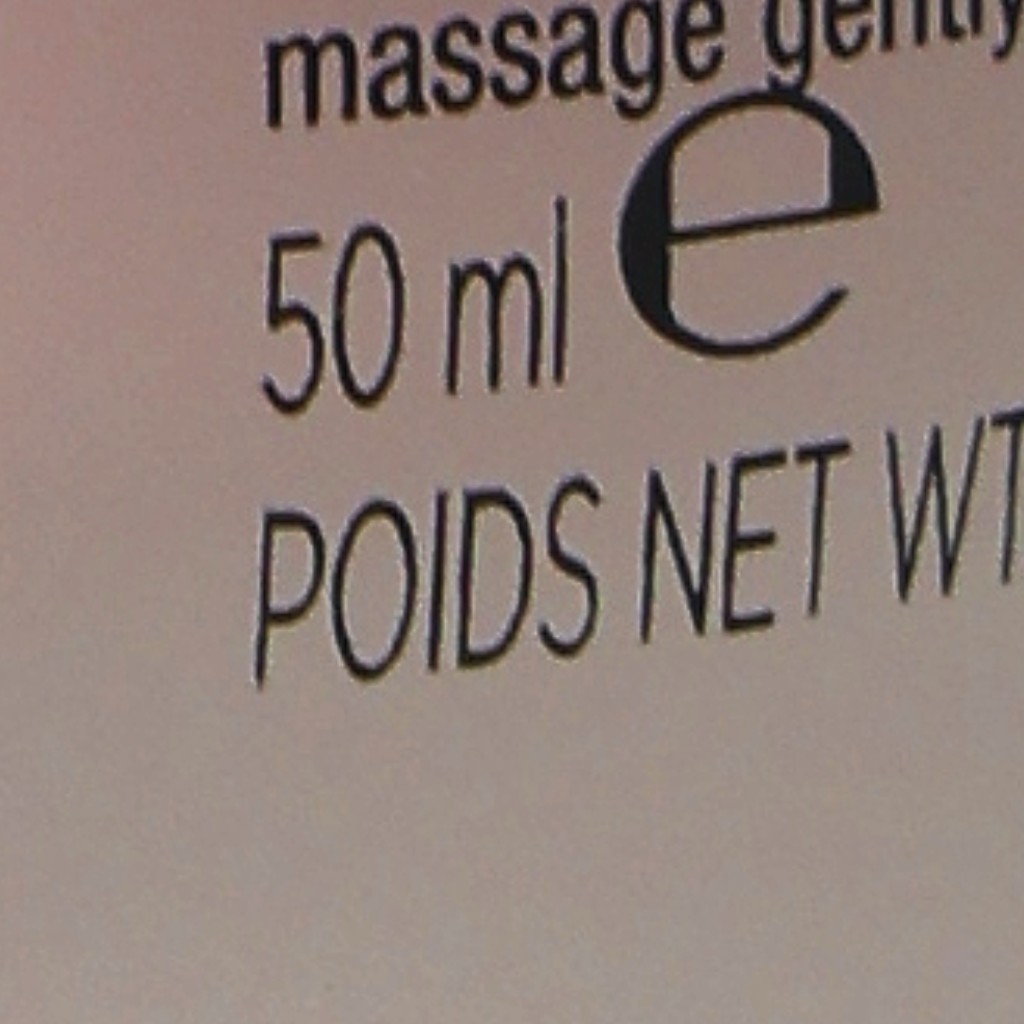 massage gently
50 ml ℮
POIDS NET WT